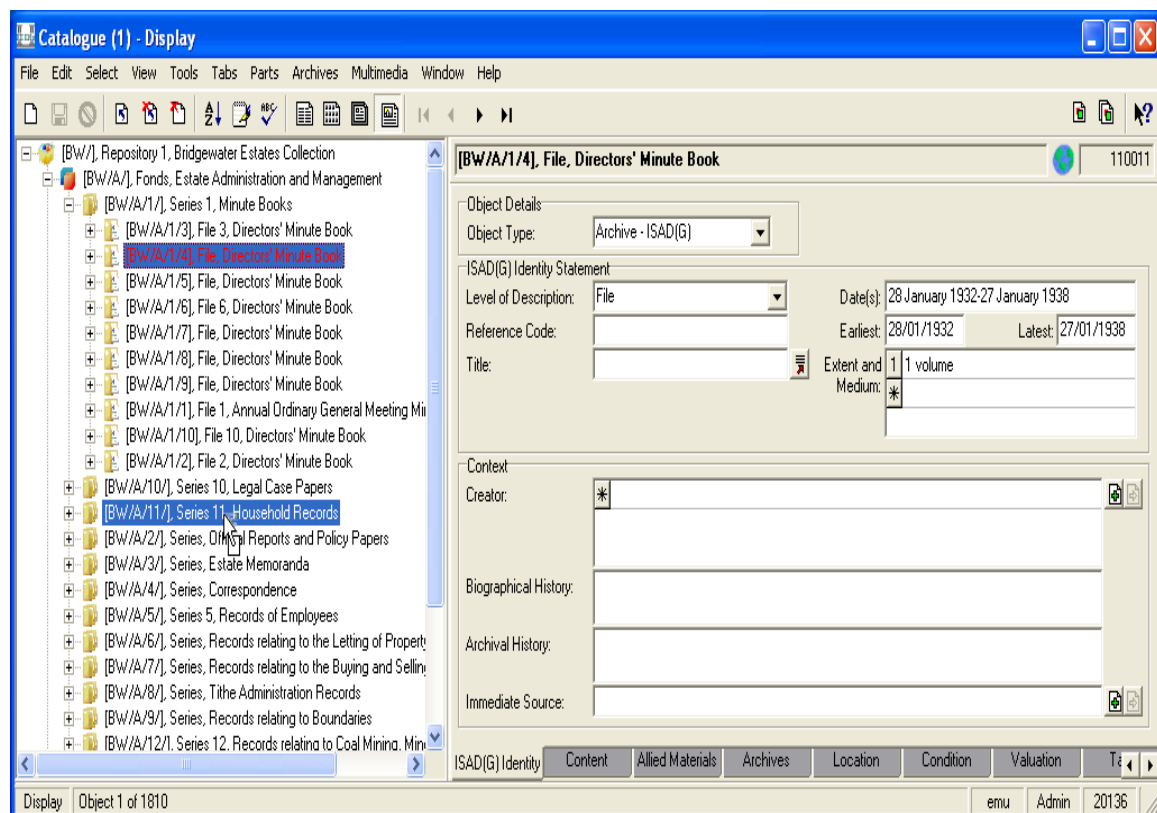 Catalogue (1) - Display
File Edit Select View Tools Tabs Parts Archives Multimedia Window Help
[BW/], Repository 1, Bridgewater Estates Collection
[BW/A/], Fonds, Estate Administration and Management
[BW/A/1/], Series 1, Minute Books
[BW/A/1/3], File 3, Directors' Minute Book
[BW/A/1/4], File, Directors' Minute Book
[BW/A/1/5], File, Directors' Minute Book
[BW/A/1/6], File 6, Directors' Minute Book
[BW/A/1/7], File, Directors' Minute Book
[BW/A/1/8], File, Directors' Minute Book
[BW/A/1/9], File, Directors' Minute Book
[BW/A/1/1], File 1, Annual Ordinary General Meeting Mi
[BW/A/1/10], File 10, Directors' Minute Book
[BW/A/1/2], File 2, Directors' Minute Book
[BW/A/10/], Series 10, Legal Case Papers
[BW/A/11/], Series 11, Household Records
[BW/A/2/], Series, Official Reports and Policy Papers
[BW/A/3/], Series, Estate Memoranda
[BW/A/4/], Series, Correspondence
[BW/A/5/], Series 5, Records of Employees
[BW/A/6/], Series, Records relating to the Letting of Property
[BW/A/7/], Series, Records relating to the Buying and Selling
[BW/A/8/], Series, Tithe Administration Records
[BW/A/9/], Series, Records relating to Boundaries
[BW/A/12/], Series 12, Records relating to Coal Mining, Min
[BW/A/1/4], File, Directors' Minute Book 110011
Object Details
Object Type: Archive - ISAD(G)
ISAD(G) Identity Statement
Level of Description: File Date(s): 28 January 1932-27 January 1938
Reference Code: Earliest: 28/01/1932 Latest: 27/01/1938
Title: Extent and Medium: 1 1 volume
Context
Creator:
Biographical History:
Archival History:
Immediate Source:
ISAD(G) Identity Content Allied Materials Archives Location Condition Valuation Ta
Display Object 1 of 1810 emu Admin 20136